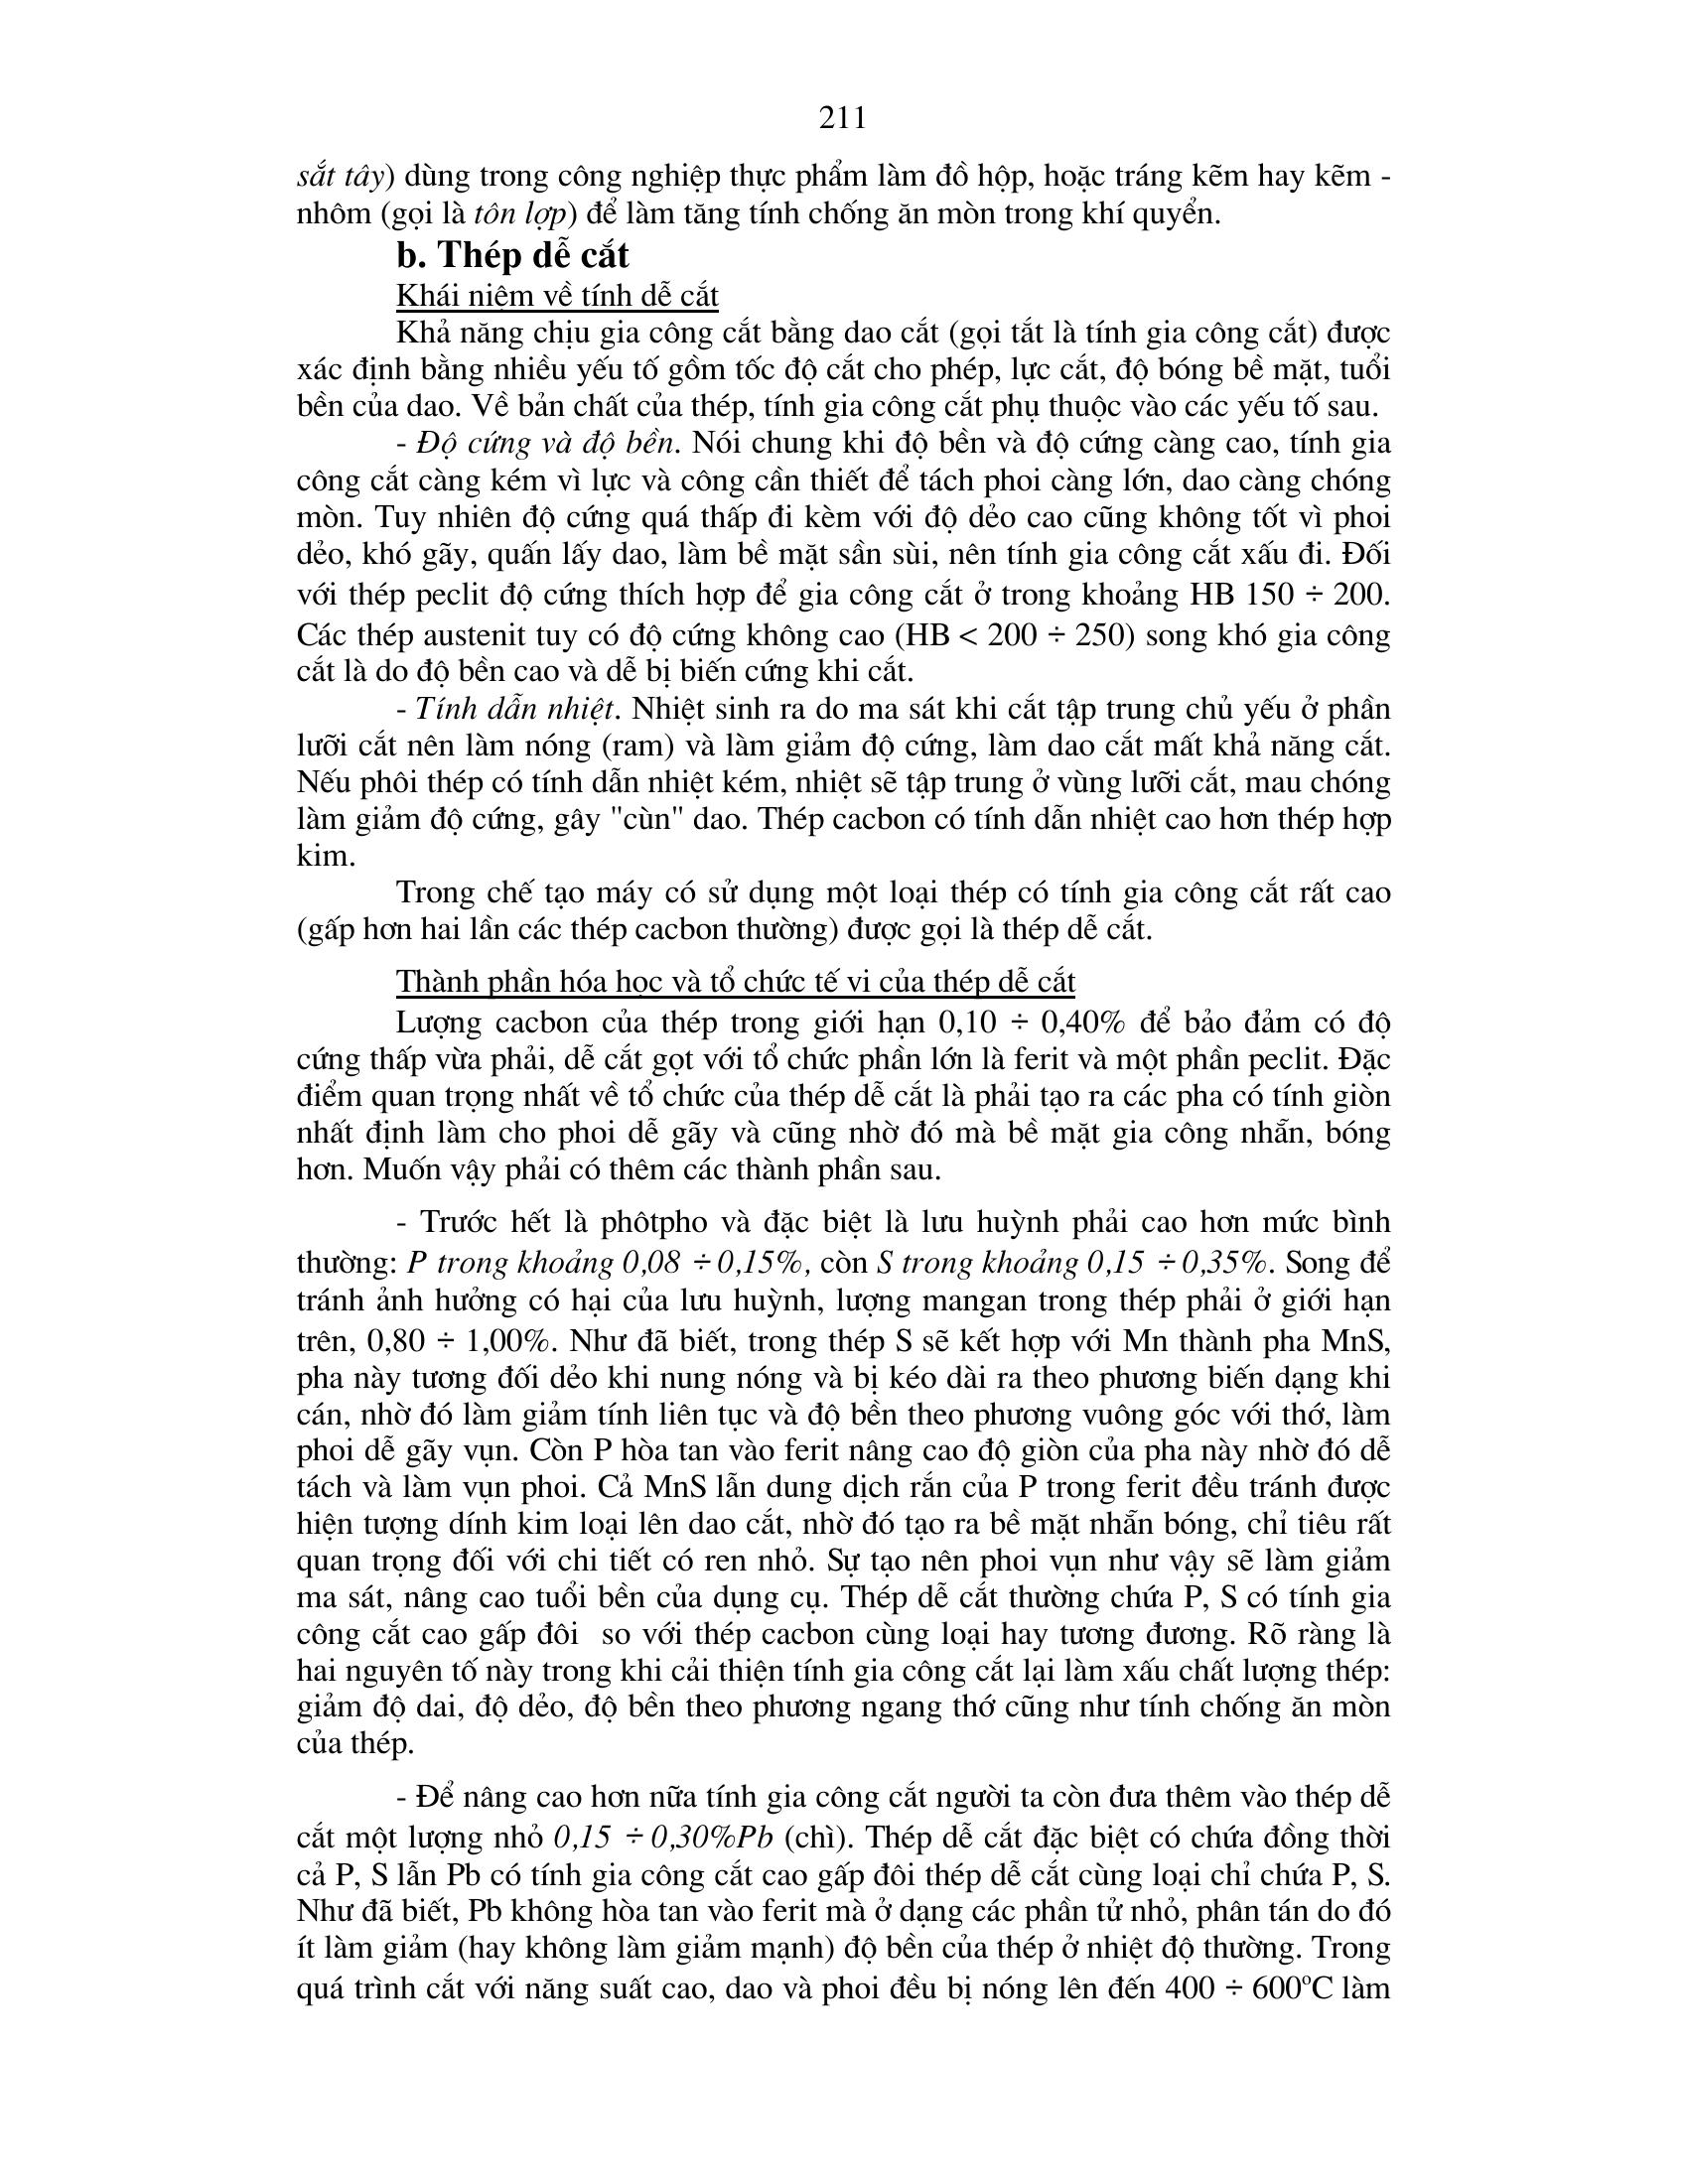 211
sắt tây) dùng trong công nghiệp thực phẩm làm đồ hộp, hoặc tráng kẽm hay kẽm -
nhôm (gọi là tôn lợp) để làm tăng tính chống ăn mòn trong khí quyển.
b. Thép dễ cắt
Khái niệm về tính dễ cắt
Khả năng chịu gia công cắt bằng dao cắt (gọi tắt là tính gia công cắt) được
xác định bằng nhiều yếu tố gồm tốc độ cắt cho phép, lực cắt, độ bóng bề mặt, tuổi
bền của dao. Về bản chất của thép, tính gia công cắt phụ thuộc vào các yếu tố sau.
- Độ cứng và độ bền. Nói chung khi độ bền và độ cứng càng cao, tính gia
công cắt càng kém vì lực và công cần thiết để tách phoi càng lớn, dao càng chóng
mòn. Tuy nhiên độ cứng quá thấp đi kèm với độ dẻo cao cũng không tốt vì phoi
dẻo, khó gãy, quấn lấy dao, làm bề mặt sần sùi, nên tính gia công cắt xấu đi. Đối
với thép peclit độ cứng thích hợp để gia công cắt ở trong khoảng HB 150 ÷ 200.
Các thép austenit tuy có độ cứng không cao (HB < 200 ÷ 250) song khó gia công
cắt là do độ bền cao và dễ bị biến cứng khi cắt.
- Tính dẫn nhiệt. Nhiệt sinh ra do ma sát khi cắt tập trung chủ yếu ở phần
lưỡi cắt nên làm nóng (ram) và làm giảm độ cứng, làm dao cắt mất khả năng cắt.
Nếu phôi thép có tính dẫn nhiệt kém, nhiệt sẽ tập trung ở vùng lưỡi cắt, mau chóng
làm giảm độ cứng, gây "cùn" dao. Thép cacbon có tính dẫn nhiệt cao hơn thép hợp
kim.
Trong chế tạo máy có sử dụng một loại thép có tính gia công cắt rất cao
(gấp hơn hai lần các thép cacbon thường) được gọi là thép dễ cắt.
Thành phần hóa học và tổ chức tế vi của thép dễ cắt
Lượng cacbon của thép trong giới hạn 0,10 ÷ 0,40% để bảo đảm có độ
cứng thấp vừa phải, dễ cắt gọt với tổ chức phần lớn là ferit và một phần peclit. Đặc
điểm quan trọng nhất về tổ chức của thép dễ cắt là phải tạo ra các pha có tính giòn
nhất định làm cho phoi dễ gãy và cũng nhờ đó mà bề mặt gia công nhẵn, bóng
hơn. Muốn vậy phải có thêm các thành phần sau.
- Trước hết là phôtpho và đặc biệt là lưu huỳnh phải cao hơn mức bình
thường: P trong khoảng 0,08 ÷ 0,15%, còn S trong khoảng 0,15 ÷ 0,35%. Song để
tránh ảnh hưởng có hại của lưu huỳnh, lượng mangan trong thép phải ở giới hạn
trên, 0,80 ÷ 1,00%. Như đã biết, trong thép S sẽ kết hợp với Mn thành pha MnS,
pha này tương đối dẻo khi nung nóng và bị kéo dài ra theo phương biến dạng khi
cán, nhờ đó làm giảm tính liên tục và độ bền theo phương vuông góc với thớ, làm
phoi dễ gãy vụn. Còn P hòa tan vào ferit nâng cao độ giòn của pha này nhờ đó dễ
tách và làm vụn phoi. Cả MnS lẫn dung dịch rắn của P trong ferit đều tránh được
hiện tượng dính kim loại lên dao cắt, nhờ đó tạo ra bề mặt nhẵn bóng, chỉ tiêu rất
quan trọng đối với chi tiết có ren nhỏ. Sự tạo nên phoi vụn như vậy sẽ làm giảm
ma sát, nâng cao tuổi bền của dụng cụ. Thép dễ cắt thường chứa P, S có tính gia
công cắt cao gấp đôi  so với thép cacbon cùng loại hay tương đương. Rõ ràng là
hai nguyên tố này trong khi cải thiện tính gia công cắt lại làm xấu chất lượng thép:
giảm độ dai, độ dẻo, độ bền theo phương ngang thớ cũng như tính chống ăn mòn
của thép.
- Để nâng cao hơn nữa tính gia công cắt người ta còn đưa thêm vào thép dễ
cắt một lượng nhỏ 0,15 ÷ 0,30%Pb (chì). Thép dễ cắt đặc biệt có chứa đồng thời
cả P, S lẫn Pb có tính gia công cắt cao gấp đôi thép dễ cắt cùng loại chỉ chứa P, S.
Như đã biết, Pb không hòa tan vào ferit mà ở dạng các phần tử nhỏ, phân tán do đó
ít làm giảm (hay không làm giảm mạnh) độ bền của thép ở nhiệt độ thường. Trong
quá trình cắt với năng suất cao, dao và phoi đều bị nóng lên đến 400 ÷ 600ºC làm